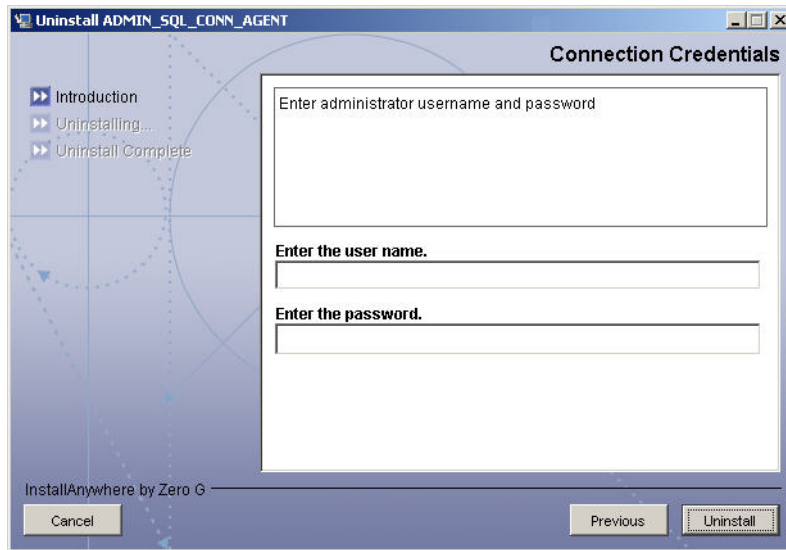 Uninstall ADMIN_SQL_CONN_AGENT
Connection Credentials
Introduction
Uninstalling...
Uninstall Complete
Enter administrator username and password
Enter the user name.
Enter the password.
InstallAnywhere by Zero G
Cancel
Previous
Uninstall